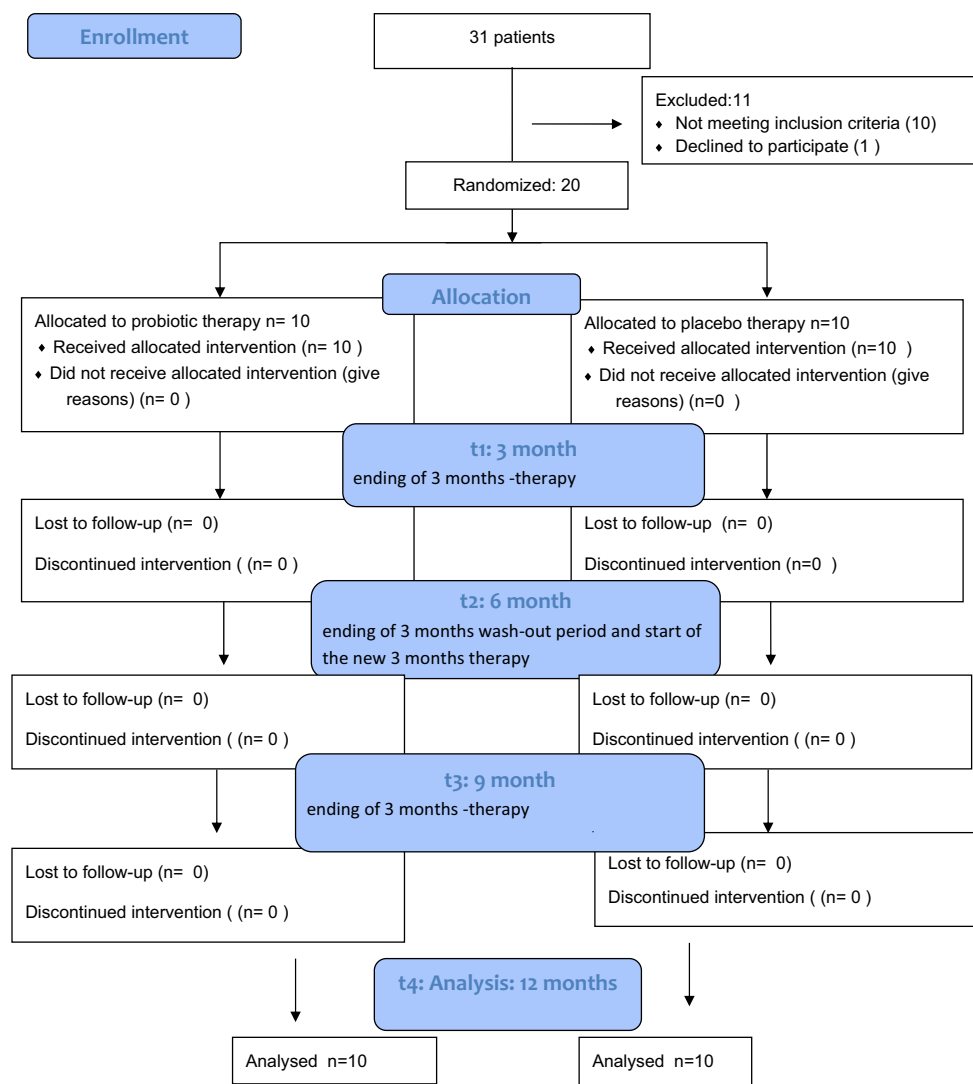 Enrollment
31 patients
Excluded:11
♦ Not meeting inclusion criteria (10)
♦ Declined to participate (1 )
Randomized: 20
Allocation
Allocated to probiotic therapy n= 10
♦ Received allocated intervention (n= 10 )
♦ Did not receive allocated intervention (give
reasons) (n= 0 )
Allocated to placebo therapy n=10
♦ Received allocated intervention (n=10 )
♦ Did not receive allocated intervention (give
reasons) (n=0 )
t1: 3 month
ending of 3 months -therapy
Lost to follow-up (n= 0)
Discontinued intervention ( (n= 0 )
Lost to follow-up (n= 0)
Discontinued intervention (n=0 )
t2: 6 month
ending of 3 months wash-out period and start of
the new 3 months therapy
Lost to follow-up (n= 0)
Discontinued intervention ( (n= 0 )
Lost to follow-up (n= 0)
Discontinued intervention ( (n= 0 )
t3: 9 month
ending of 3 months -therapy
.
Lost to follow-up (n= 0)
Discontinued intervention ( (n= 0 )
Lost to follow-up (n= 0)
Discontinued intervention ( (n= 0 )
t4: Analysis: 12 months
Analysed n=10
Analysed n=10